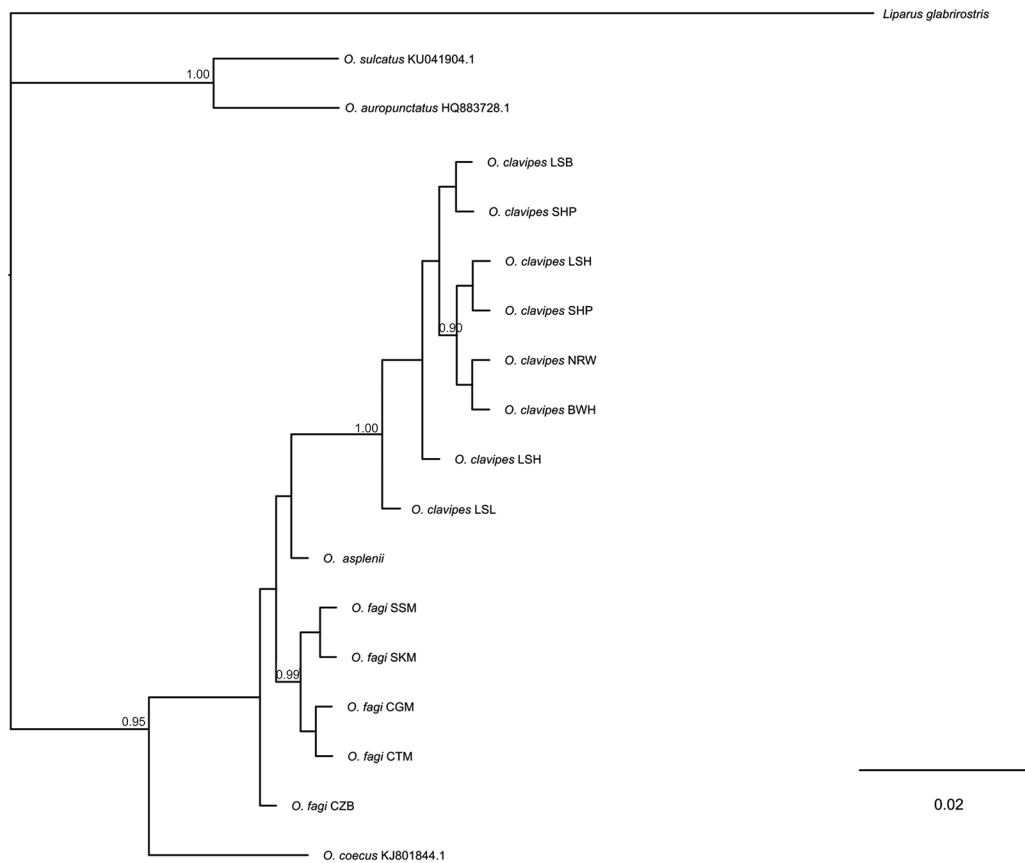 Liparus glabrirostris
O. sulcatus KU041904.1
1.00
O. auropunctatus HQ883728.1
O. clavipes LSB
O. clavipes SHP
O. clavipes LSH
O. clavipes SHP
0.90
O. clavipes NRW
O. clavipes BWH
1.00
O. clavipes LSH
O. clavipes LSL
O. asplenii
O. fagi SSM
O. fagi SKM
0.99
O. fagi CGM
0.95
O. fagi CTM
O. fagi CZB
0.02
O. coecus KJ801844.1